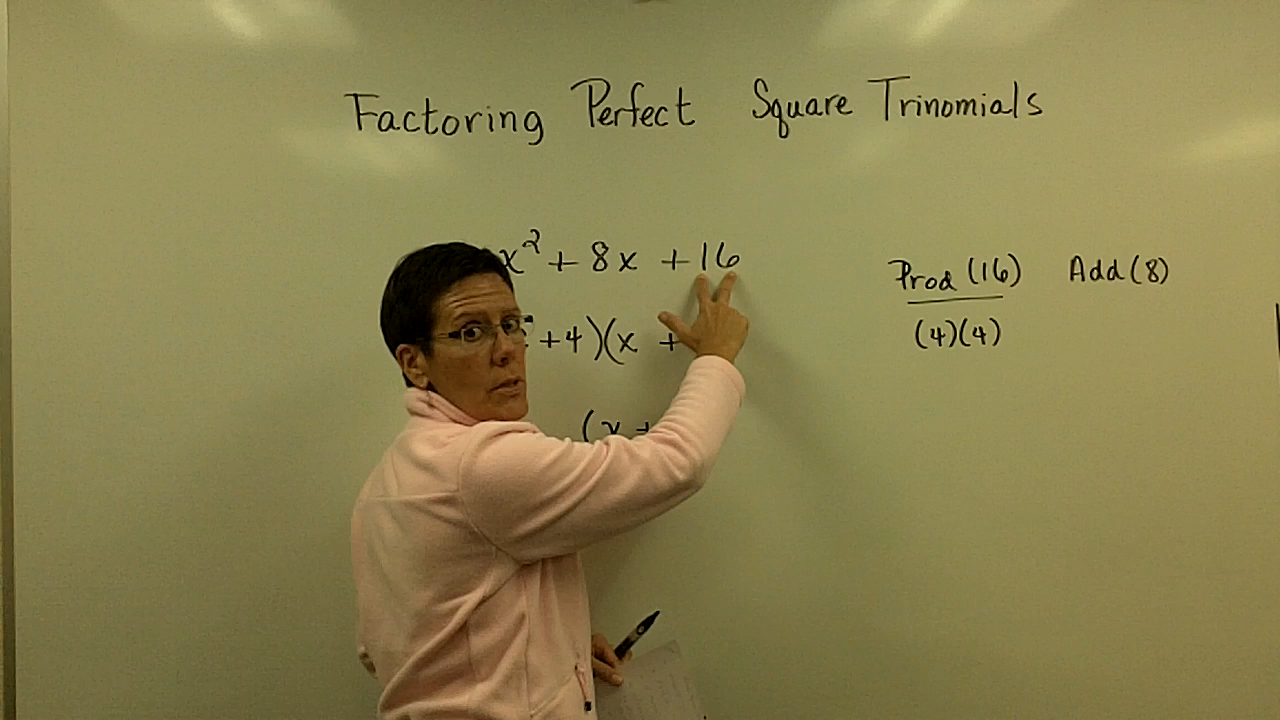 Factoring Perfect Square Trinomials
x² + 8x + 16
Prod (16) Add (8)
+4)(x +
(4)(4)
(x +